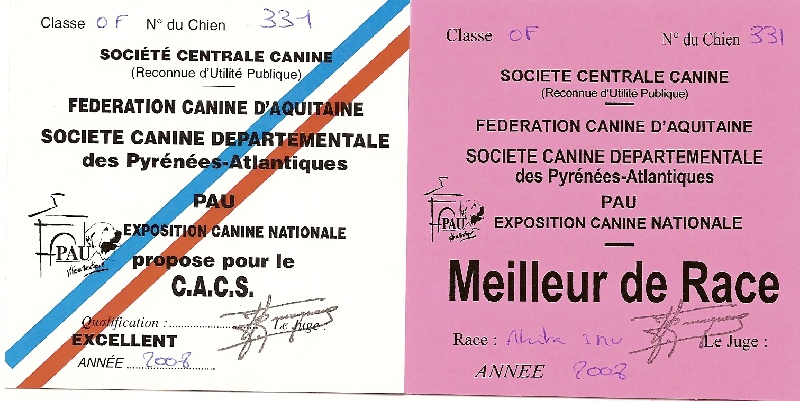 Classe OF N° du Chien 331
SOCIÉTÉ CENTRALE CANINE
(Reconnue d'Utilité Publique)
FEDERATION CANINE D'AQUITAINE
SOCIETE CANINE DEPARTEMENTALE
des Pyrénées-Atlantiques
PAU
EXPOSITION CANINE NATIONALE
PAU
propose pour le
C.A.C.S.
Qualification : Le Juge
EXCELLENT
ANNÉE 2008
Classe OF N° du Chien 331
SOCIETE CENTRALE CANINE
(Reconnue d'Utilité Publique)
FEDERATION CANINE D'AQUITAINE
SOCIETE CANINE DEPARTEMENTALE
des Pyrénées-Atlantiques
PAU
EXPOSITION CANINE NATIONALE
PAU
Meilleur de Race
Race : Akita inu Le Juge :
ANNEE 2008